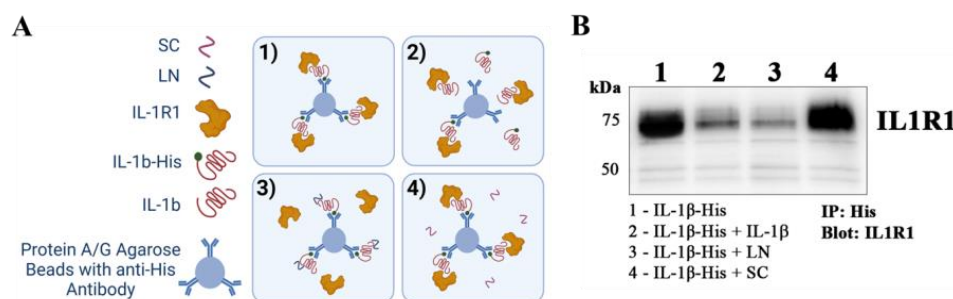 A
SC
LN
IL-1R1
IL-1b-His
IL-1b
Protein A/G Agarose
Beads with anti-His
Antibody
1)
2)
3)
4)
B
1 2 3 4
kDa
75
50
IL1R1
1 - IL-1β-His
2 - IL-1β-His + IL-1β
3 - IL-1β-His + LN
4 - IL-1β-His + SC
IP: His
Blot: IL1R1